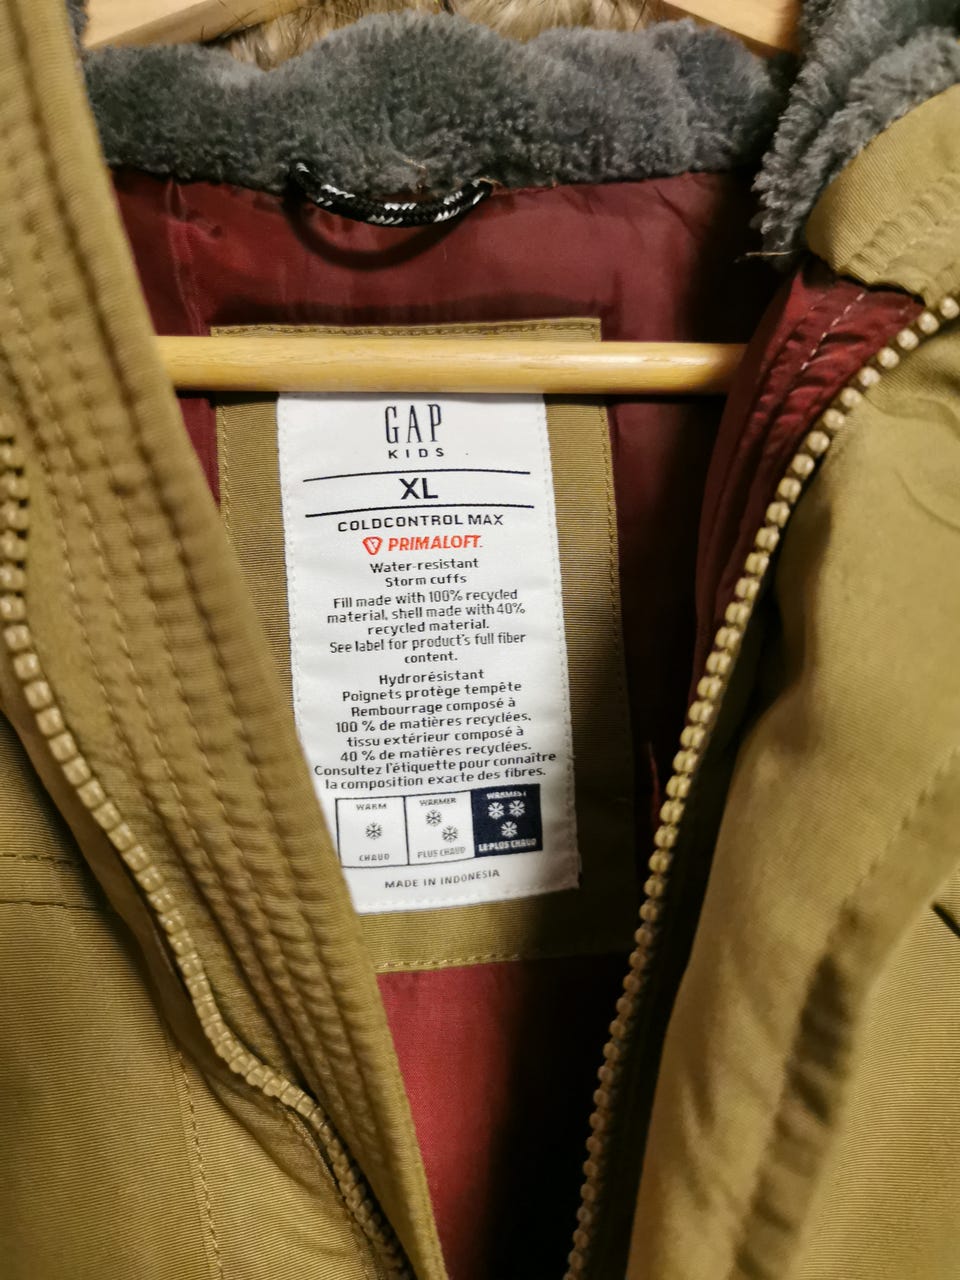 GAP
KIDS
XL
COLDCONTROL MAX
PRIMALOFT.
Water-resistant
Storm cuffs
Fill made with 100% recycled
material, shell made with 40%
recycled material.
See label for product's full fiber
content.
Hydrorésistant
Poignets protège tempête
Rembourrage composé à
100 % de matières recyclées,
tissu extérieur composé à
40 % de matières recyclées.
Consultez l'étiquette pour connaître
la composition exacte des fibres.
WARM WARMER WARMEST
CHAUD PLUS CHAUD LE PLUS CHAUD
MADE IN INDONESIA